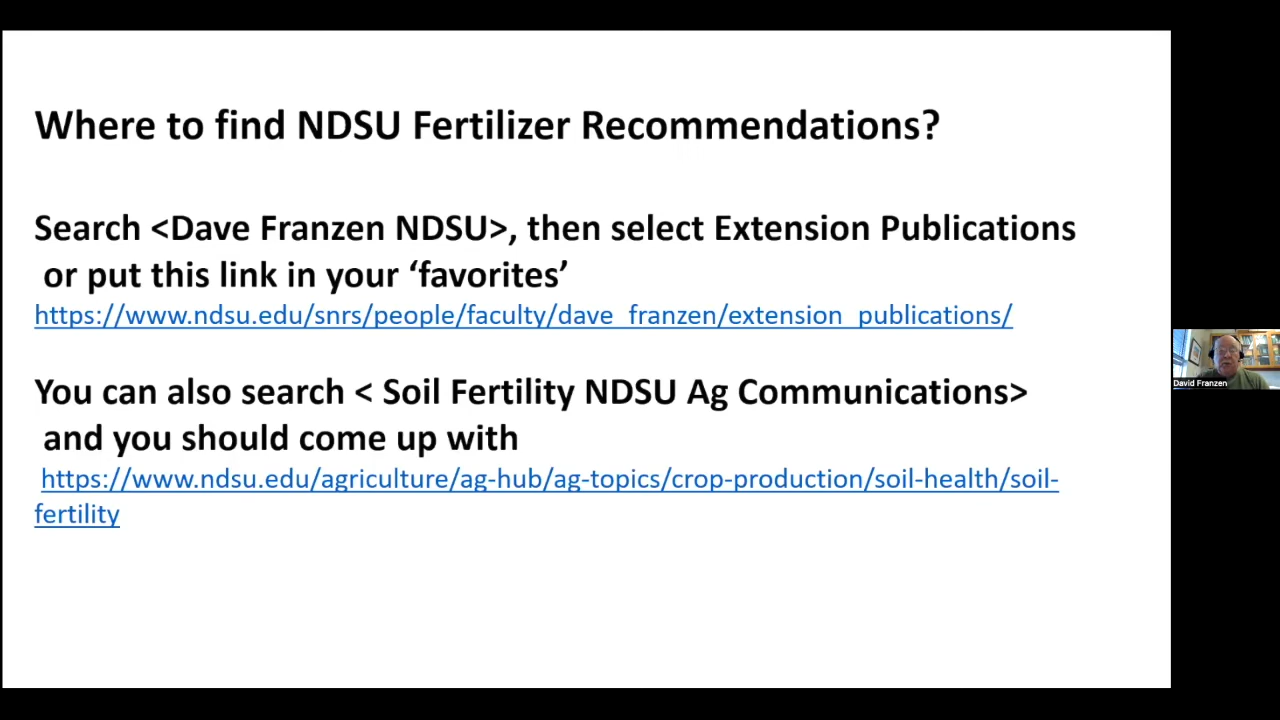 Where to find NDSU Fertilizer Recommendations?
Search <Dave Franzen NDSU>, then select Extension Publications
or put this link in your ‘favorites’
https://www.ndsu.edu/snrs/people/faculty/dave_franzen/extension_publications/
You can also search < Soil Fertility NDSU Ag Communications>
and you should come up with
https://www.ndsu.edu/agriculture/ag-hub/ag-topics/crop-production/soil-health/soil-
fertility
David Franzen